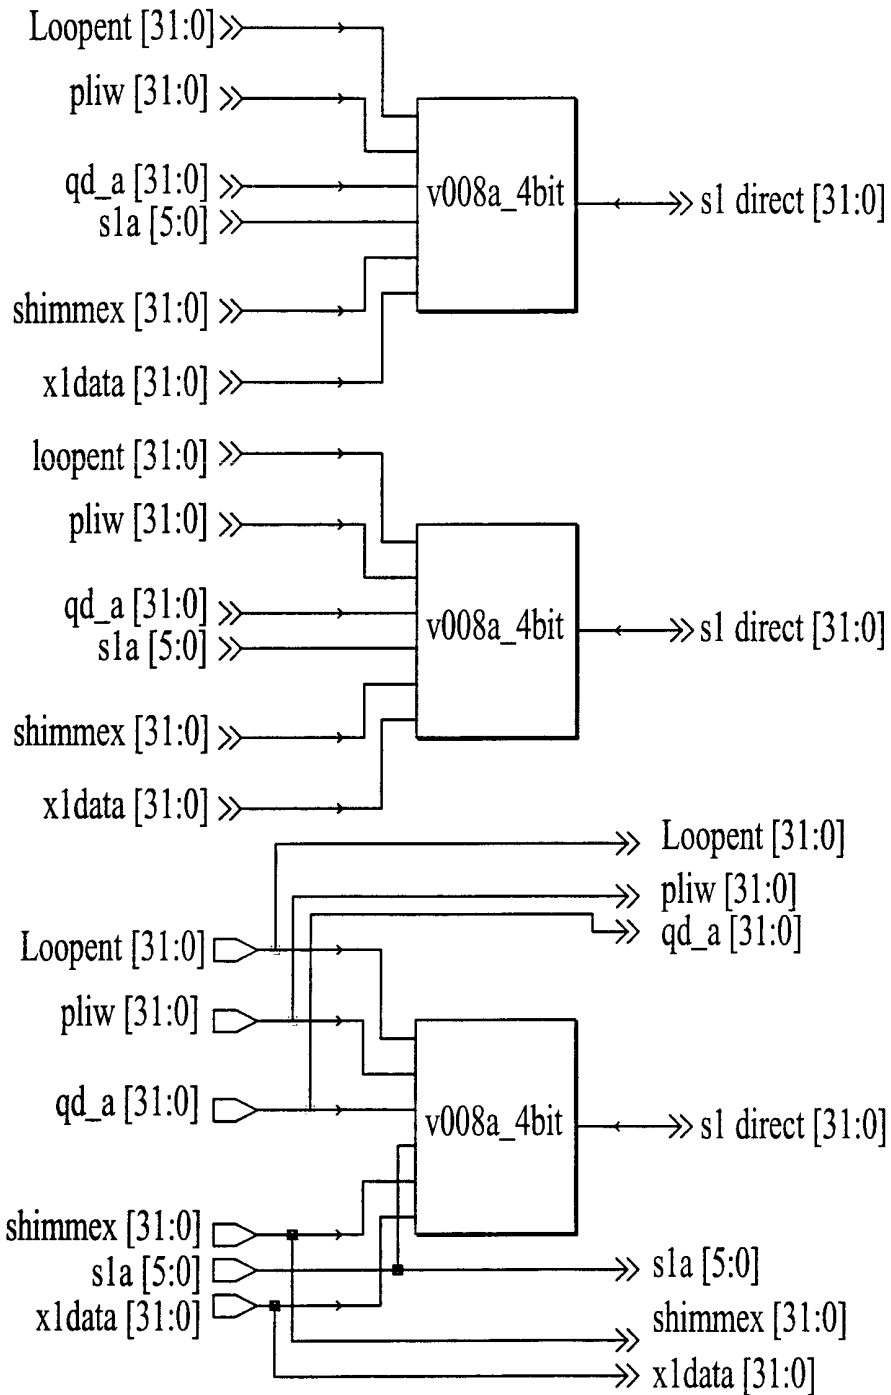 Loopent [31:0]
pliw [31:0]
qd_a [31:0]
s1a [5:0]
v008a_4bit
s1 direct [31:0]
shimmex [31:0]
x1data [31:0]
loopent [31:0]
pliw [31:0]
qd_a [31:0]
s1a [5:0]
v008a_4bit
s1 direct [31:0]
shimmex [31:0]
x1data [31:0]
Loopent [31:0]
pliw [31:0]
qd_a [31:0]
Loopent [31:0]
pliw [31:0]
qd_a [31:0]
v008a_4bit
s1 direct [31:0]
shimmex [31:0]
s1a [5:0]
s1a [5:0]
x1data [31:0]
shimmex [31:0]
x1data [31:0]